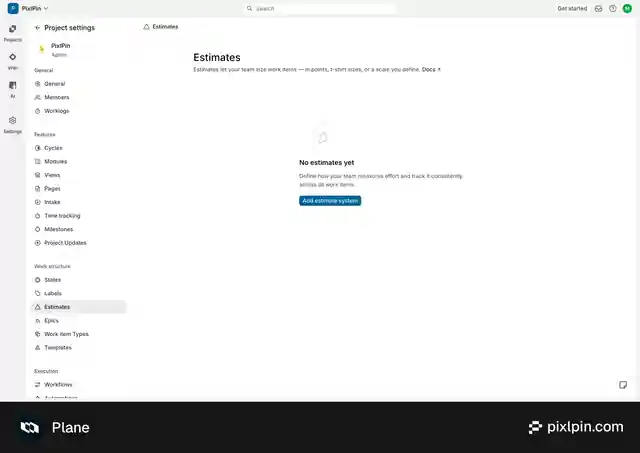 PixlPin
Search
Get started
M
Projects
Wiki
AI
Settings
Project settings
PixlPin
Admin
General
General
Members
Worklogs
Features
Cycles
Modules
Views
Pages
Intake
Time tracking
Milestones
Project Updates
Work structure
States
Labels
Estimates
Epics
Work item Types
Templates
Execution
Workflows
Automations
Estimates
Estimates
Estimates let your team size work items — in points, t-shirt sizes, or a scale you define. Docs ↗
No estimates yet
Define how your team measures effort and track it consistently
across all work items.
Add estimate system
Plane
pixlpin.com